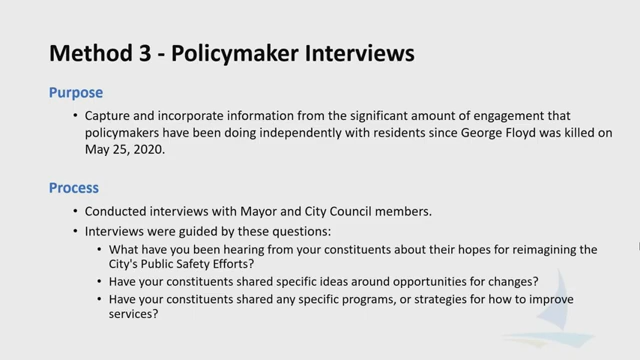 Method 3 - Policymaker Interviews
Purpose
• Capture and incorporate information from the significant amount of engagement that
policymakers have been doing independently with residents since George Floyd was killed on
May 25, 2020.
Process
• Conducted interviews with Mayor and City Council members.
• Interviews were guided by these questions:
• What have you been hearing from your constituents about their hopes for reimagining the
City's Public Safety Efforts?
• Have your constituents shared specific ideas around opportunities for changes?
• Have your constituents shared any specific programs, or strategies for how to improve
services?